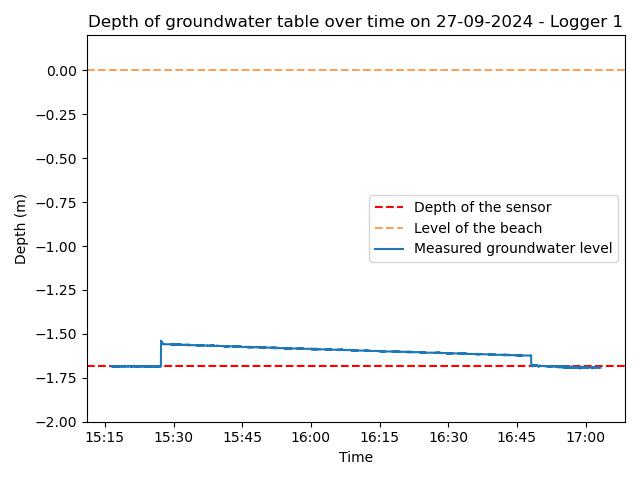 Depth of groundwater table over time on 27-09-2024 - Logger 1
Depth (m)
0.00
−0.25
−0.50
−0.75
−1.00
−1.25
−1.50
−1.75
−2.00
Depth of the sensor
Level of the beach
Measured groundwater level
15:15 15:30 15:45 16:00 16:15 16:30 16:45 17:00
Time